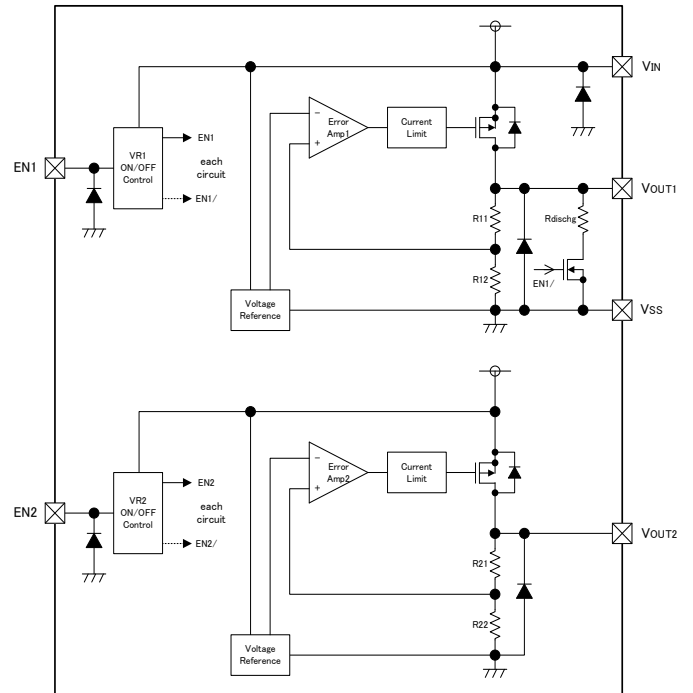 VIN
EN1
VR1
ON/OFF
Control
EN1
each
circuit
EN1/
Error
Amp1
－
＋
Current
Limit
VOUT1
R11
R12
Rdischg
EN1/
Voltage
Reference
VSS
EN2
VR2
ON/OFF
Control
EN2
each
circuit
EN2/
Error
Amp2
－
＋
Current
Limit
VOUT2
R21
R22
Voltage
Reference